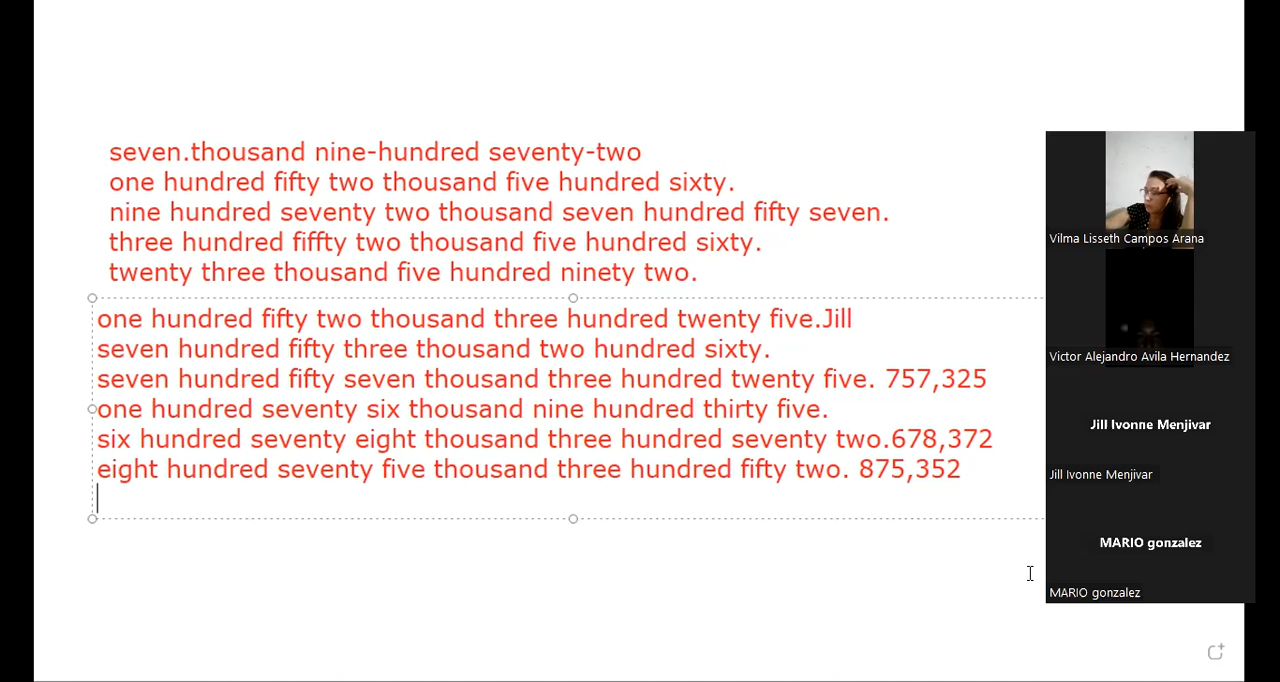 seven.thousand nine-hundred seventy-two
one hundred fifty two thousand five hundred sixty.
nine hundred seventy two thousand seven hundred fifty seven.
three hundred fiffty two thousand five hundred sixty.
twenty three thousand five hundred ninety two.
one hundred fifty two thousand three hundred twenty five.Jill
seven hundred fifty three thousand two hundred sixty.
seven hundred fifty seven thousand three hundred twenty five. 757,325
one hundred seventy six thousand nine hundred thirty five.
six hundred seventy eight thousand three hundred seventy two.678,372
eight hundred seventy five thousand three hundred fifty two. 875,352
Vilma Lisseth Campos Arana
Victor Alejandro Avila Hernandez
Jill Ivonne Menjivar
Jill Ivonne Menjivar
MARIO gonzalez
MARIO gonzalez